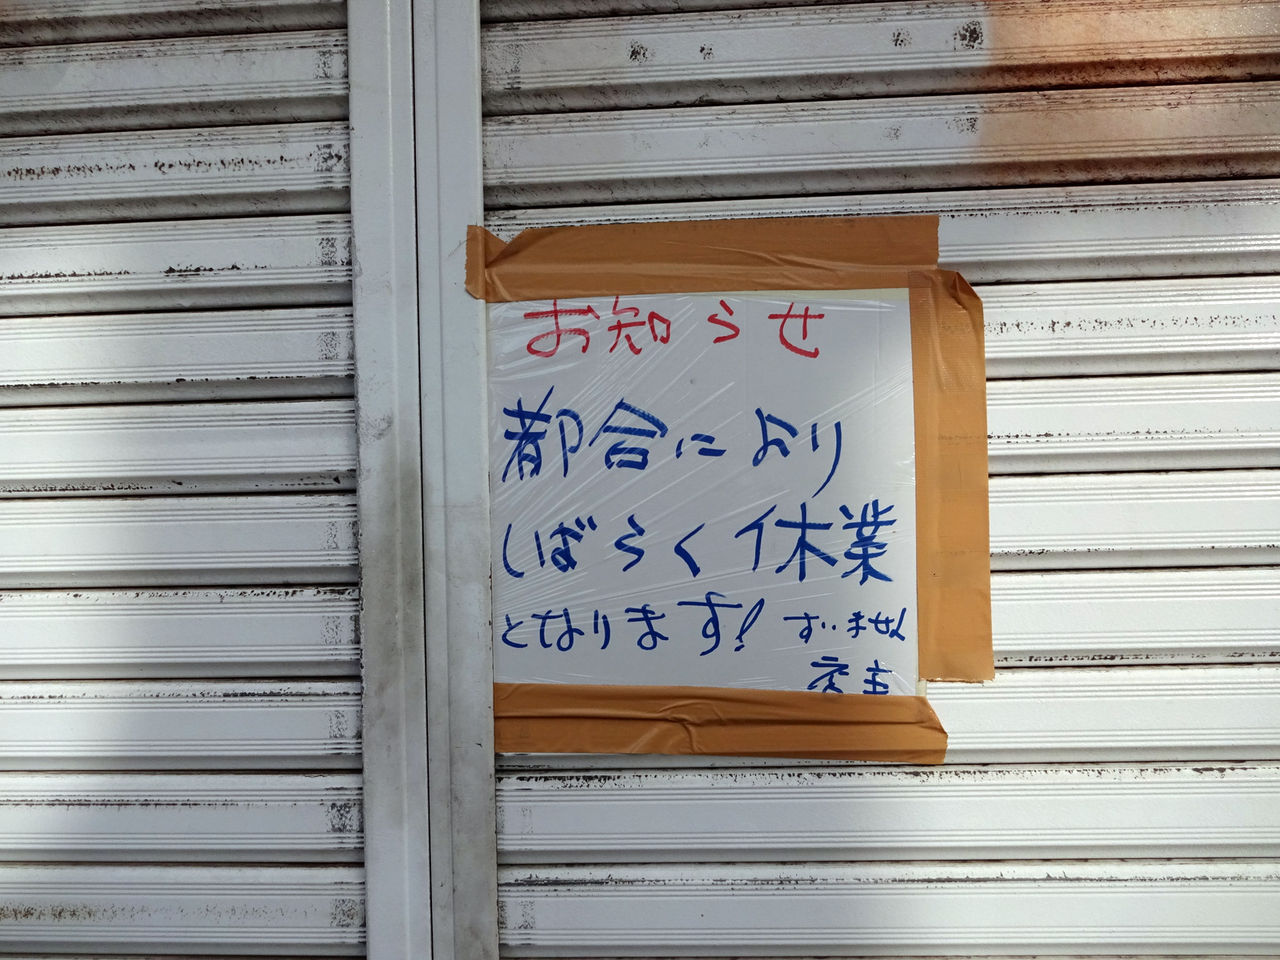 お知らせ
都合により
しばらく休業
となります! すいません
店主